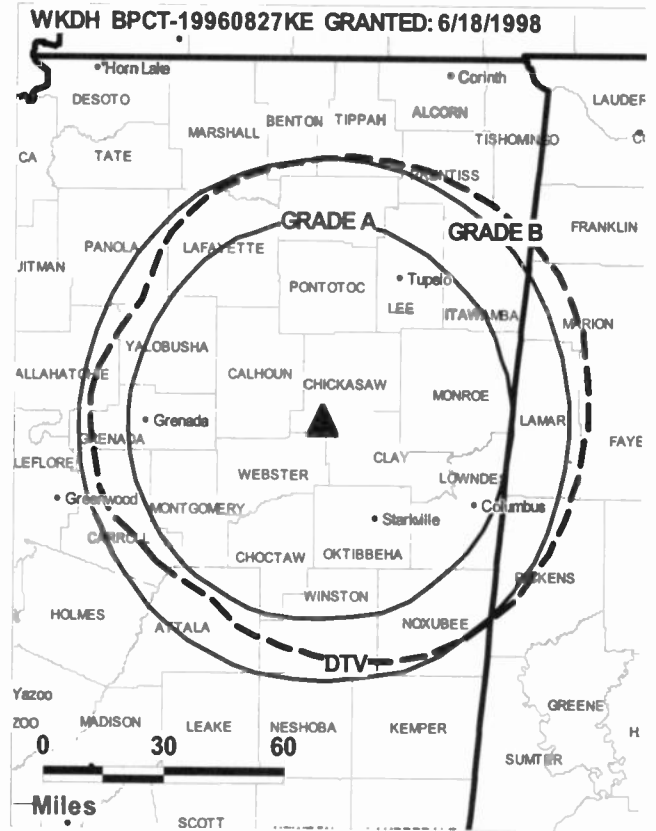 WKDH BPCT-19960827KE GRANTED: 6/18/1998
Horn Lake
Corinth
DESOTO
LAUDER
ALCORN
BENTON TIPPAH
MARSHALL
TISHOMINGO
CA
TATE
PRENTISS
GRADE A
GRADE B
FRANKLIN
PANOLA
LAFAYETTE
UITMAN
Tupelo
PONTOTOC
LEE
ITAWAMBA
MARION
YALOBUSHA
ALLAHATCHIE
CALHOUN
CHICKASAW
MONROE
Grenada
LAMAR
GRENADA
FAYE
CLAY
LEFLORE
WEBSTER
LOWNDES
Greenwood
MONTGOMERY
Columbus
Starkville
CARROLL
CHOCTAW
OKTIBBEHA
PICKENS
WINSTON
HOLMES
ATTALA
NOXUBEE
DTV
Yazoo
GREENE
ZOO
MADISON
LEAKE
NESHOBA
KEMPER
0 30 60
SUMTER
Miles
SCOTT